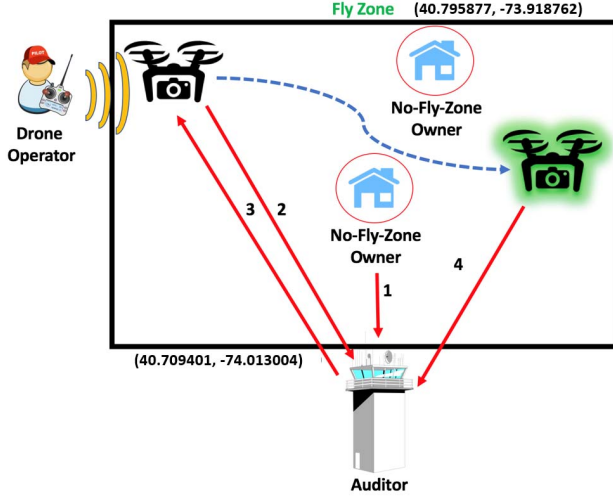 Fly Zone (40.795877, -73.918762)
PILOT
Drone
Operator
No-Fly-Zone
Owner
No-Fly-Zone
Owner
3
2
4
1
(40.709401, -74.013004)
Auditor